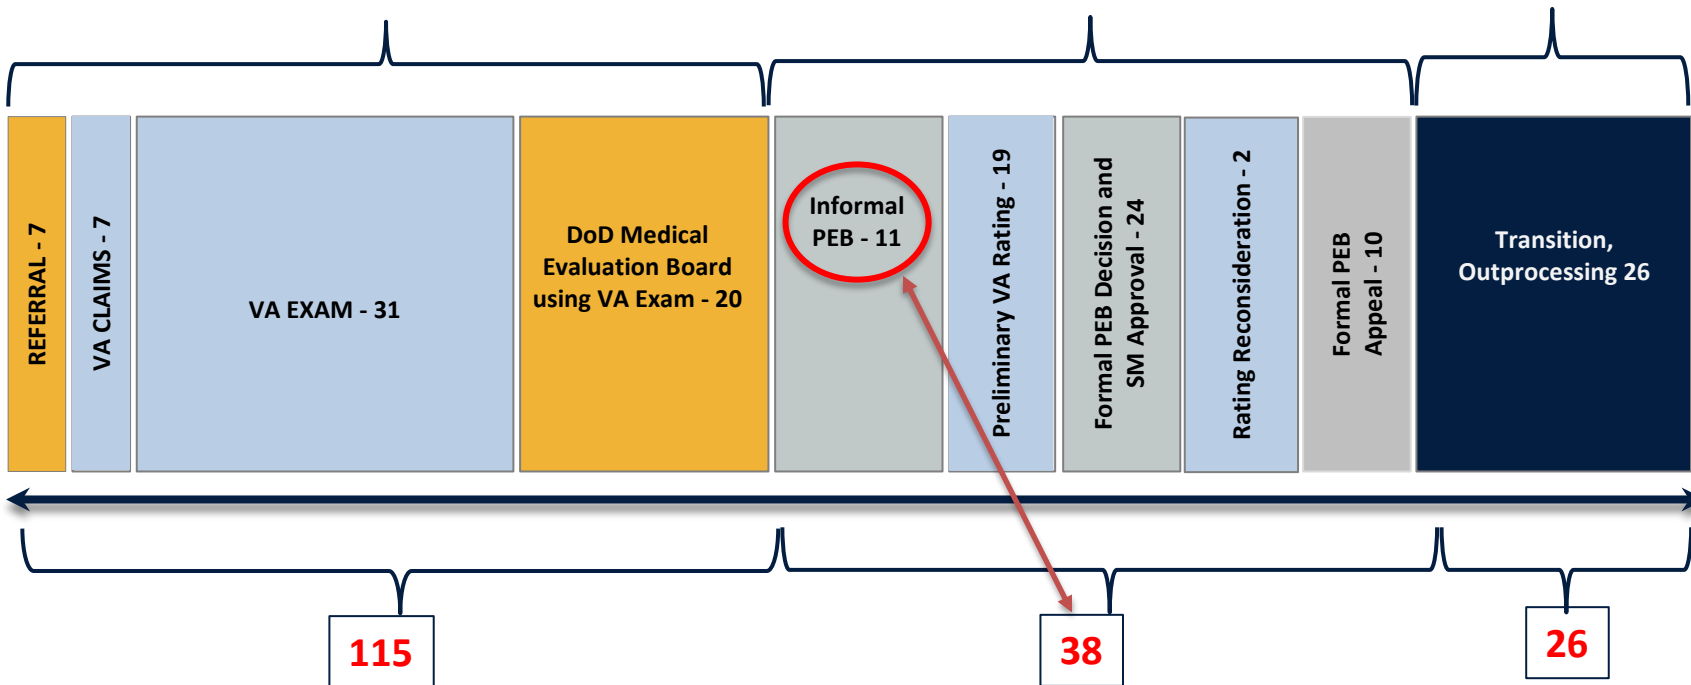 REFERRAL - 7
VA CLAIMS - 7
VA EXAM - 31
DoD Medical
Evaluation Board
using VA Exam - 20
Informal
PEB - 11
Preliminary VA Rating - 19
Formal PEB Decision and
SM Approval - 24
Rating Reconsideration - 2
Formal PEB
Appeal - 10
Transition,
Outprocessing 26
115
38
26